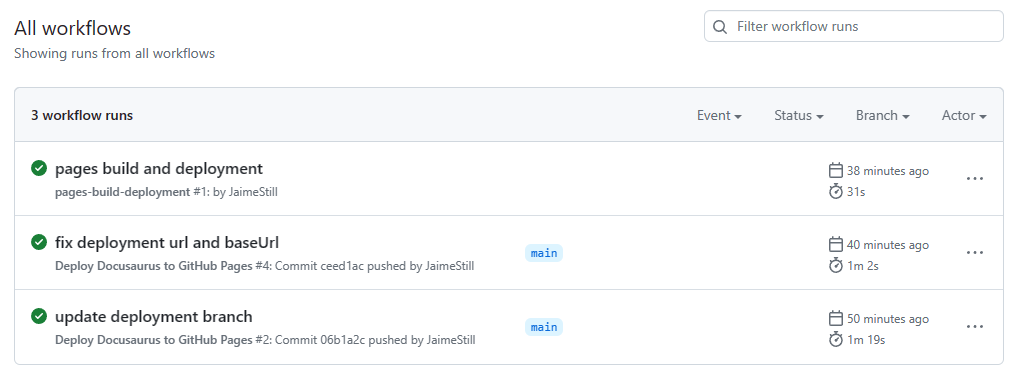 All workflows
Filter workflow runs
Showing runs from all workflows
3 workflow runs
Event
Status
Branch
Actor
pages build and deployment
38 minutes ago
pages-build-deployment #1: by JaimeStill
31s
fix deployment url and baseUrl
main
40 minutes ago
Deploy Docusaurus to GitHub Pages #4: Commit ceed1ac pushed by JaimeStill
1m 2s
update deployment branch
main
50 minutes ago
Deploy Docusaurus to GitHub Pages #2: Commit 06b1a2c pushed by JaimeStill
1m 19s